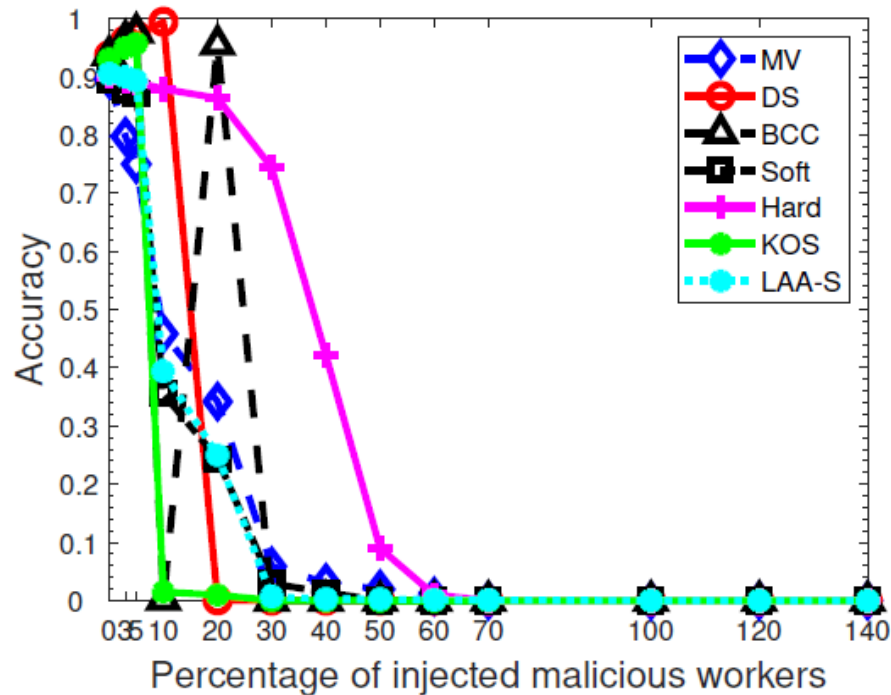 1
0.9
0.8
0.7
0.6
0.5
0.4
0.3
0.2
0.1
0
Accuracy
MV
DS
BCC
Soft
Hard
KOS
LAA-S
0 3 5 10 20 30 40 50 60 70 100 120 140
Percentage of injected malicious workers